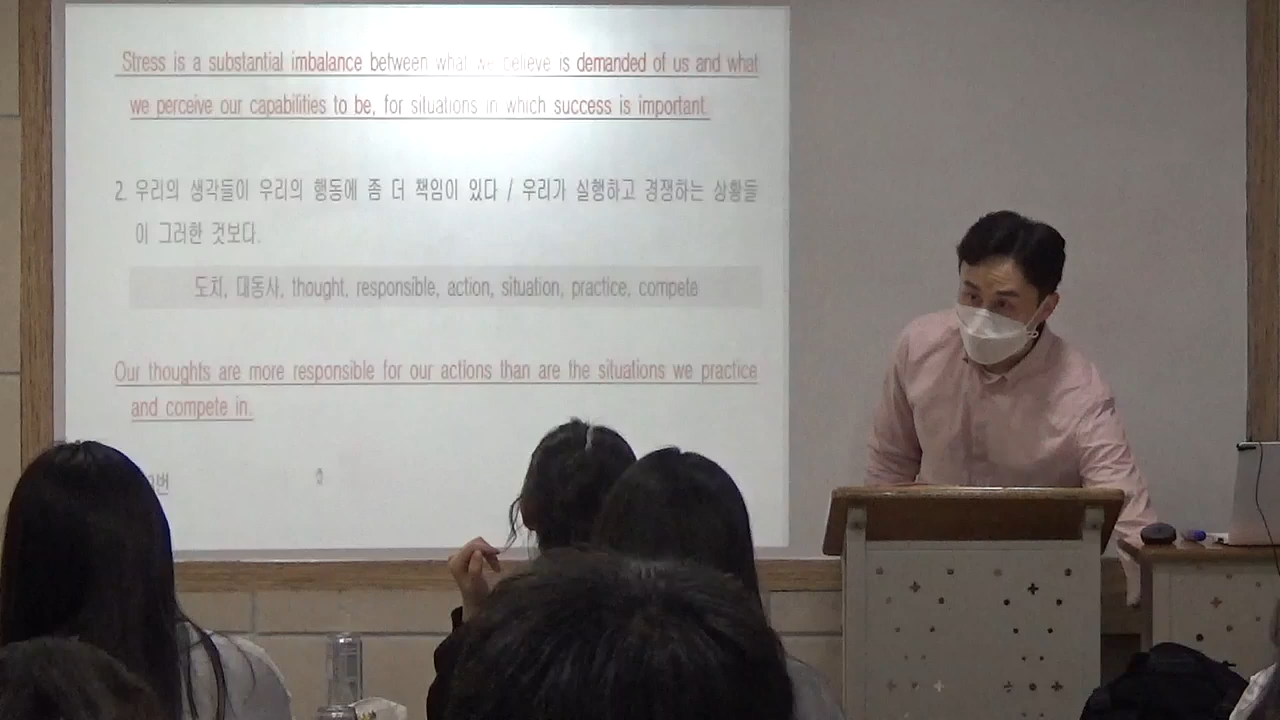 Stress is a substantial imbalance between what we believe is demanded of us and what
we perceive our capabilities to be, for situations in which success is important.
2. 우리의 생각들이 우리의 행동에 좀 더 책임이 있다 / 우리가 실행하고 경쟁하는 상황들
이 그러한 것보다.
도치, 대동사, thought, responsible, action, situation, practice, compete
Our thoughts are more responsible for our actions than are the situations we practice
and compete in.